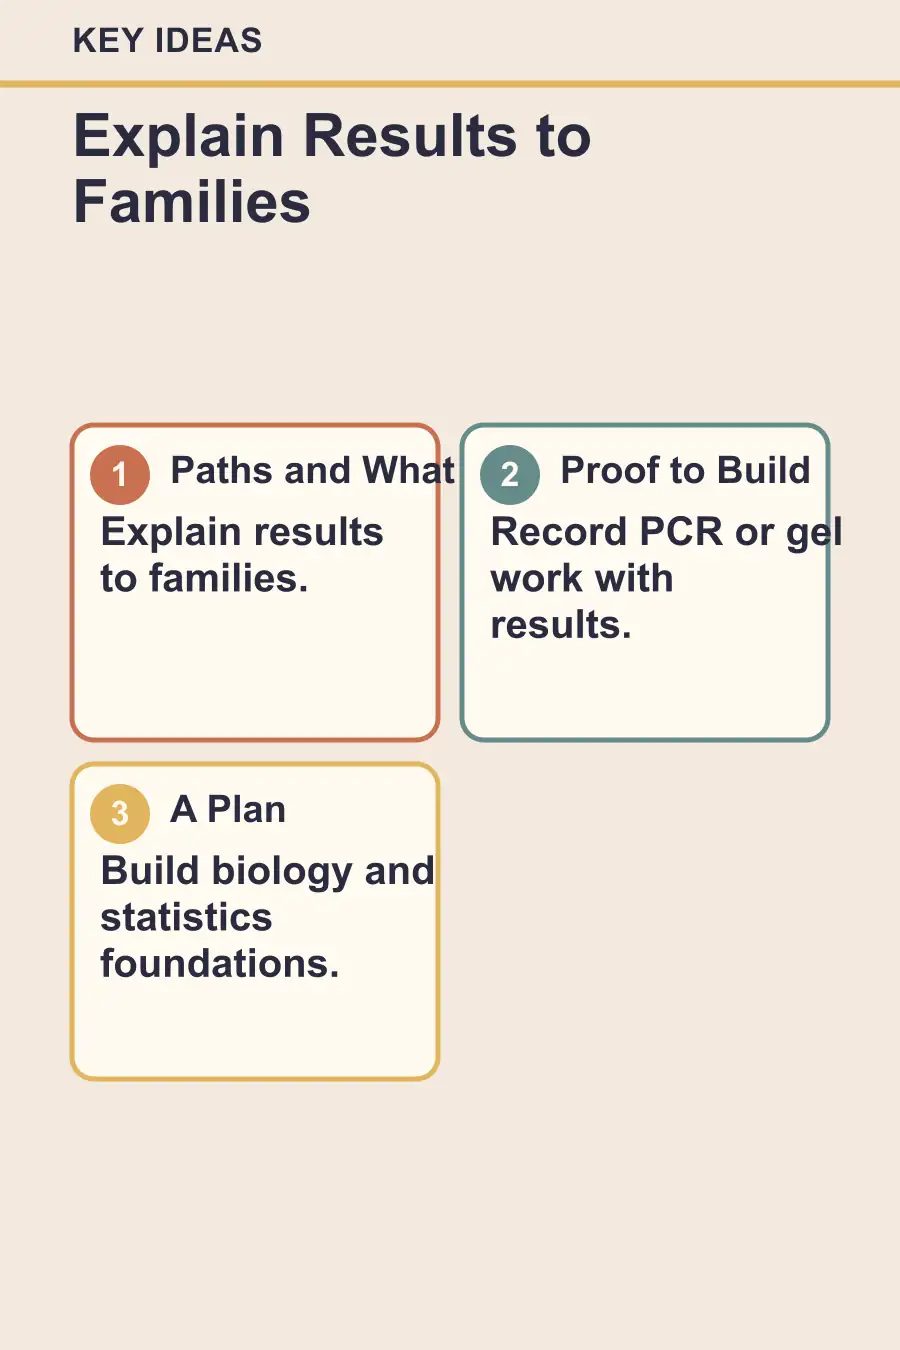 KEY IDEAS
Explain Results to
Families
1 Paths and What
Explain results
to families.
2 Proof to Build
Record PCR or gel
work with
results.
3 A Plan
Build biology and
statistics
foundations.